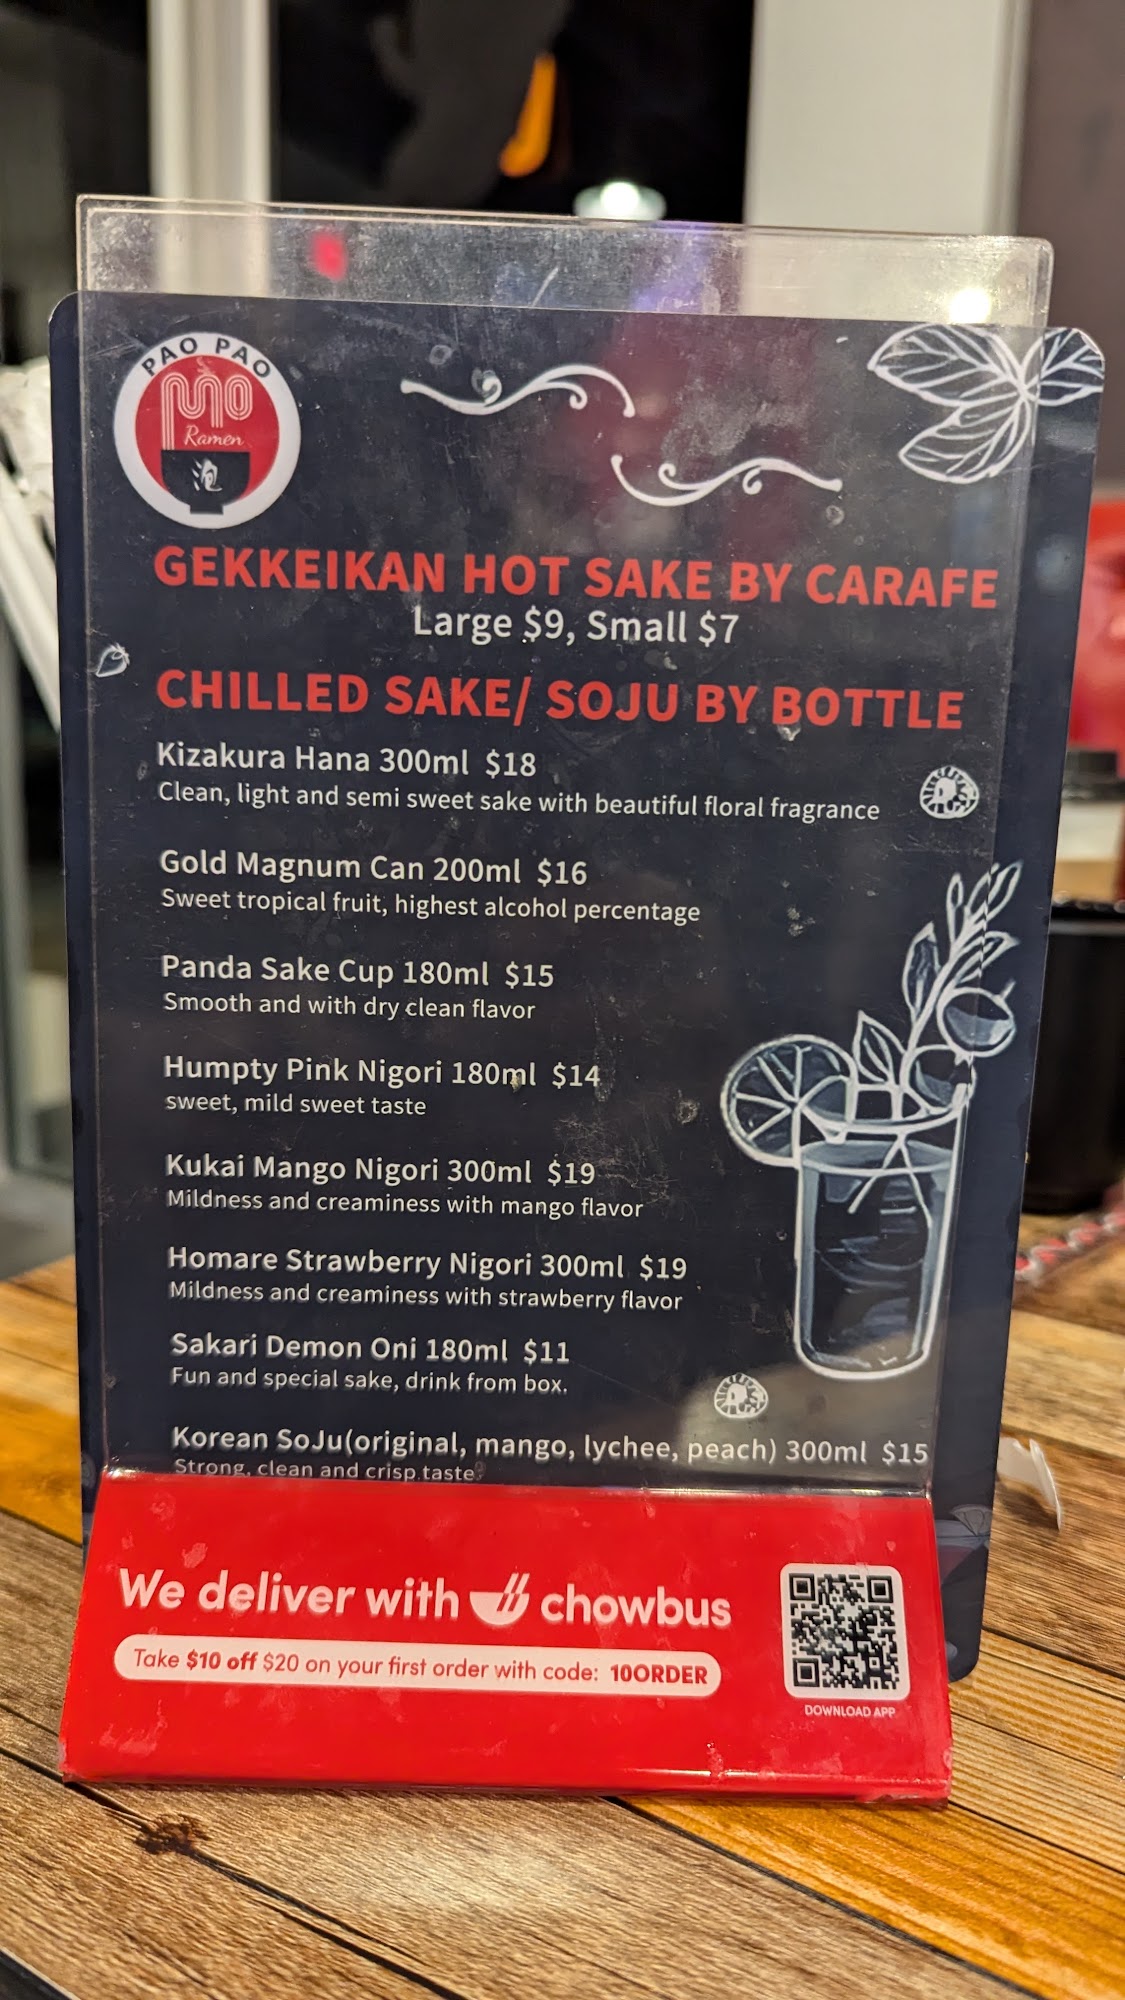 PAO PAO
Ramen
GEKKEIKAN HOT SAKE BY CARAFE
Large $9, Small $7
CHILLED SAKE/ SOJU BY BOTTLE
Kizakura Hana 300ml $18
Clean, light and semi sweet sake with beautiful floral fragrance
Gold Magnum Can 200ml $16
Sweet tropical fruit, highest alcohol percentage
Panda Sake Cup 180ml $15
Smooth and with dry clean flavor
Humpty Pink Nigori 180ml $14
sweet, mild sweet taste
Kukai Mango Nigori 300ml $19
Mildness and creaminess with mango flavor
Homare Strawberry Nigori 300ml $19
Mildness and creaminess with strawberry flavor
Sakari Demon Oni 180ml $11
Fun and special sake, drink from box.
Korean SoJu(original, mango, lychee, peach) 300ml $15
Strong, clean and crisp taste
We deliver with chowbus
Take $10 off $20 on your first order with code: 10ORDER
DOWNLOAD APP